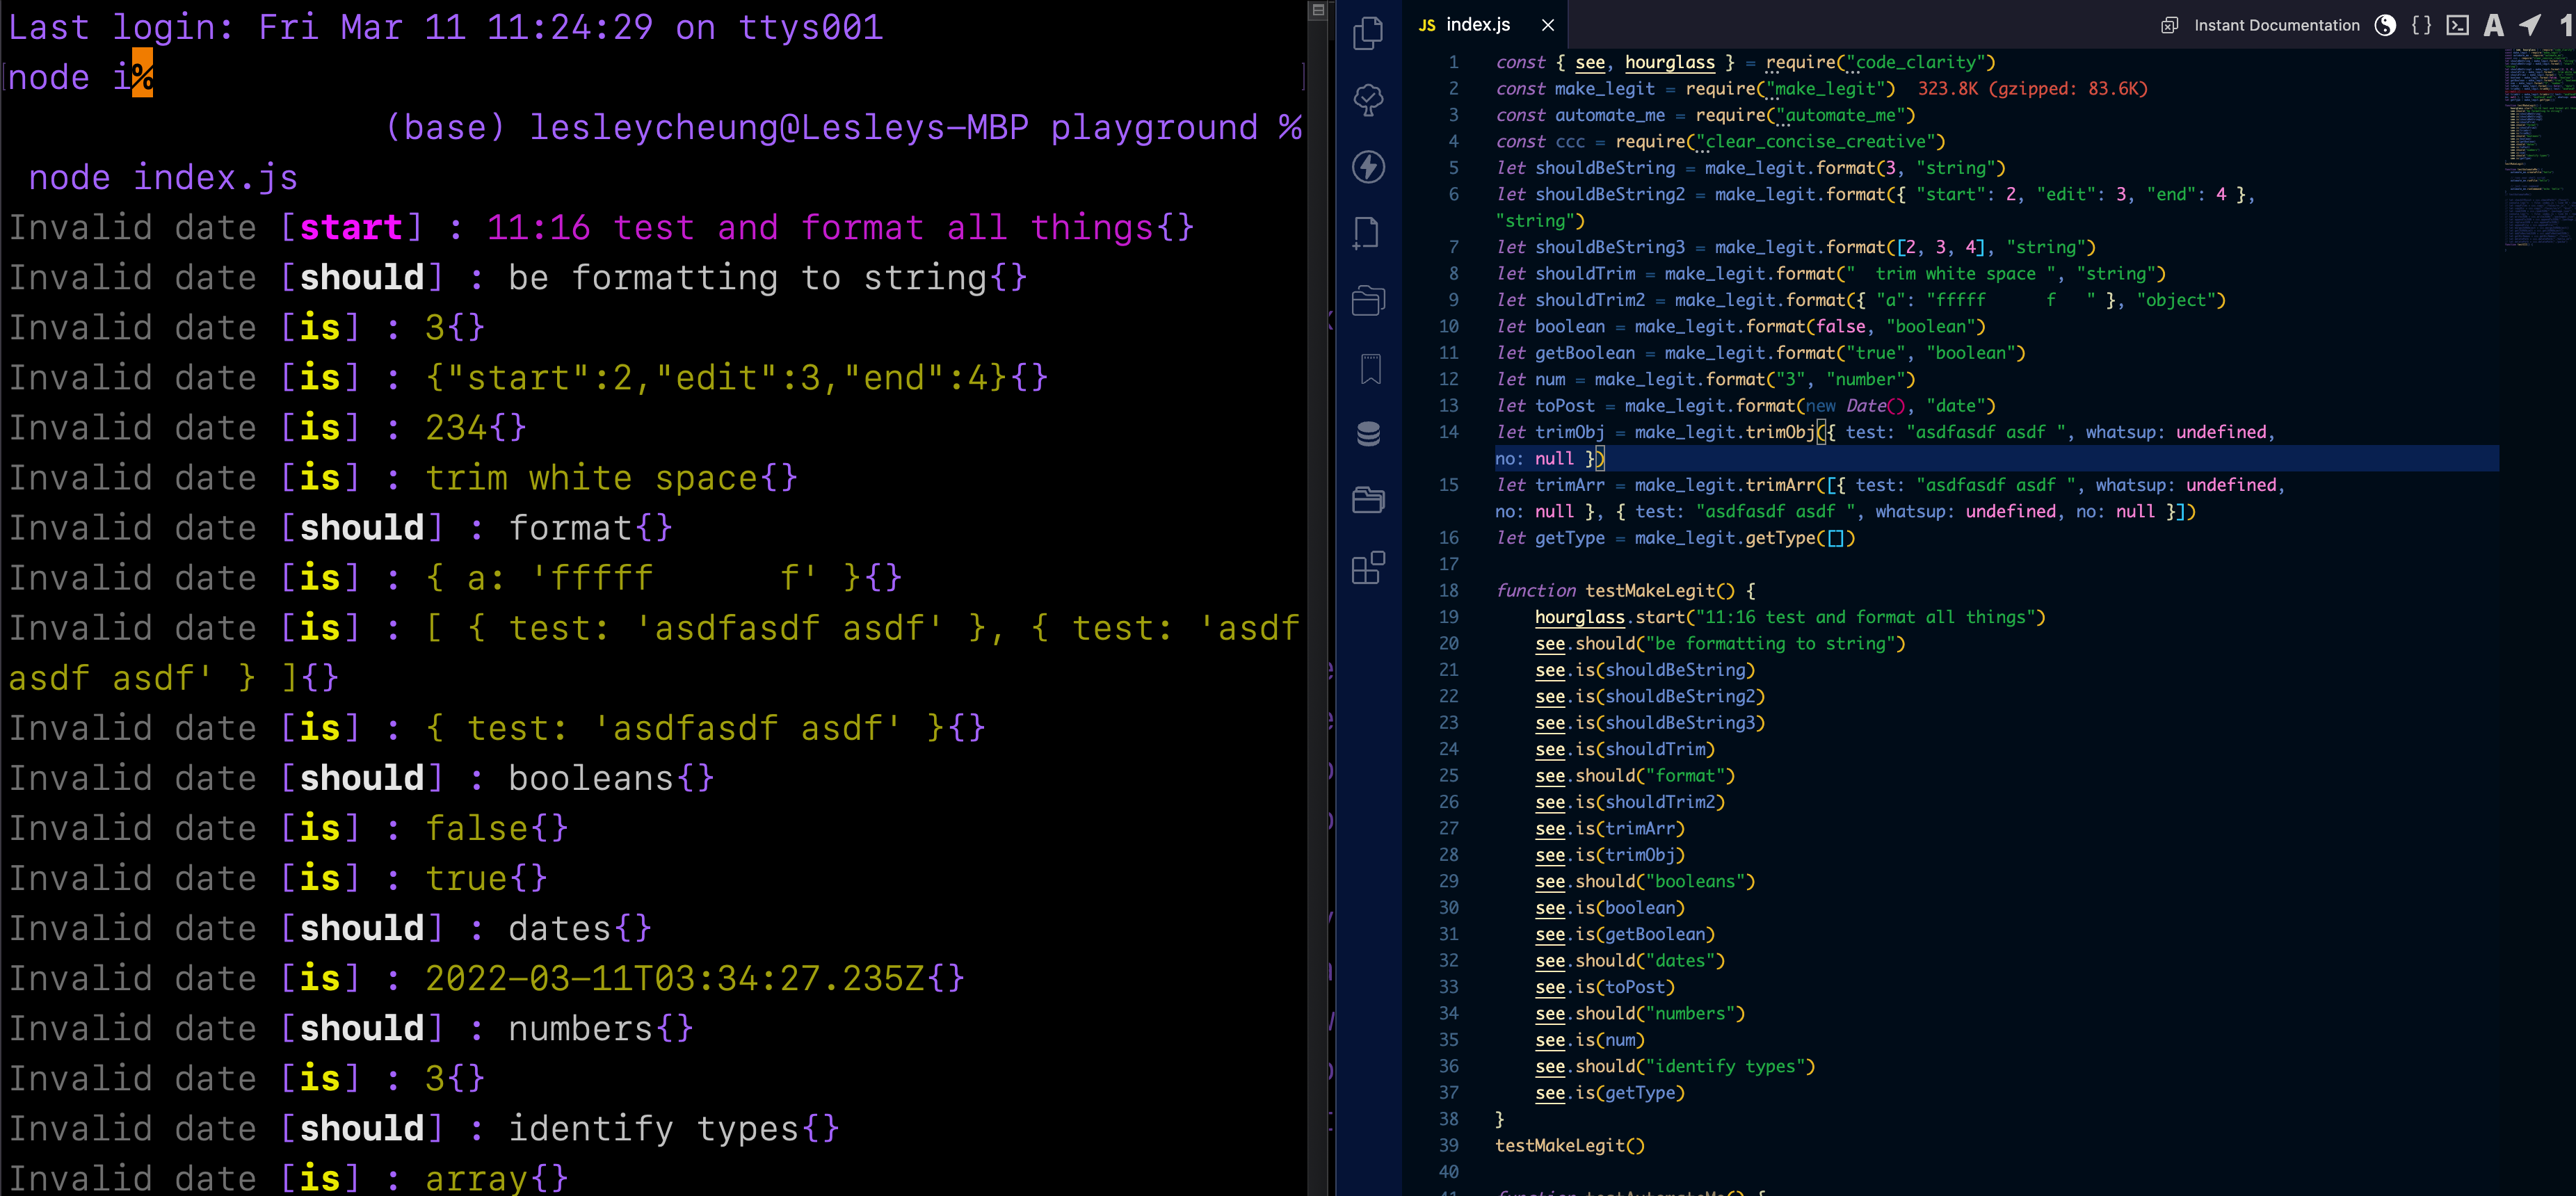 Last login: Fri Mar 11 11:24:29 on ttys001
node i%
(base) lesleycheung@Lesleys-MBP playground %
node index.js
Invalid date [start] : 11:16 test and format all things{}
Invalid date [should] : be formatting to string{}
Invalid date [is] : 3{}
Invalid date [is] : {"start":2,"edit":3,"end":4}{}
Invalid date [is] : 234{}
Invalid date [is] : trim white space{}
Invalid date [should] : format{}
Invalid date [is] : { a: 'fffff      f' }{}
Invalid date [is] : [ { test: 'asdfasdf asdf' }, { test: 'asdf
asdf asdf' } ]{}
Invalid date [is] : { test: 'asdfasdf asdf' }{}
Invalid date [should] : booleans{}
Invalid date [is] : false{}
Invalid date [is] : true{}
Invalid date [should] : dates{}
Invalid date [is] : 2022-03-11T03:34:27.235Z{}
Invalid date [should] : numbers{}
Invalid date [is] : 3{}
Invalid date [should] : identify types{}
Invalid date [is] : array{}
JS index.js
Instant Documentation
1 const { see, hourglass } = require("code_clarity")
2 const make_legit = require("make_legit") 323.8K (gzipped: 83.6K)
3 const automate_me = require("automate_me")
4 const ccc = require("clear_concise_creative")
5 let shouldBeString = make_legit.format(3, "string")
6 let shouldBeString2 = make_legit.format({ "start": 2, "edit": 3, "end": 4 },
"string")
7 let shouldBeString3 = make_legit.format([2, 3, 4], "string")
8 let shouldTrim = make_legit.format("  trim white space ", "string")
9 let shouldTrim2 = make_legit.format({ "a": "fffff      f   " }, "object")
10 let boolean = make_legit.format(false, "boolean")
11 let getBoolean = make_legit.format("true", "boolean")
12 let num = make_legit.format("3", "number")
13 let toPost = make_legit.format(new Date(), "date")
14 let trimObj = make_legit.trimObj({ test: "asdfasdf asdf ", whatsup: undefined,
no: null })
15 let trimArr = make_legit.trimArr([{ test: "asdfasdf asdf ", whatsup: undefined,
no: null }, { test: "asdfasdf asdf ", whatsup: undefined, no: null }])
16 let getType = make_legit.getType([])
17
18 function testMakeLegit() {
19 hourglass.start("11:16 test and format all things")
20 see.should("be formatting to string")
21 see.is(shouldBeString)
22 see.is(shouldBeString2)
23 see.is(shouldBeString3)
24 see.is(shouldTrim)
25 see.should("format")
26 see.is(shouldTrim2)
27 see.is(trimArr)
28 see.is(trimObj)
29 see.should("booleans")
30 see.is(boolean)
31 see.is(getBoolean)
32 see.should("dates")
33 see.is(toPost)
34 see.should("numbers")
35 see.is(num)
36 see.should("identify types")
37 see.is(getType)
38 }
39 testMakeLegit()
40